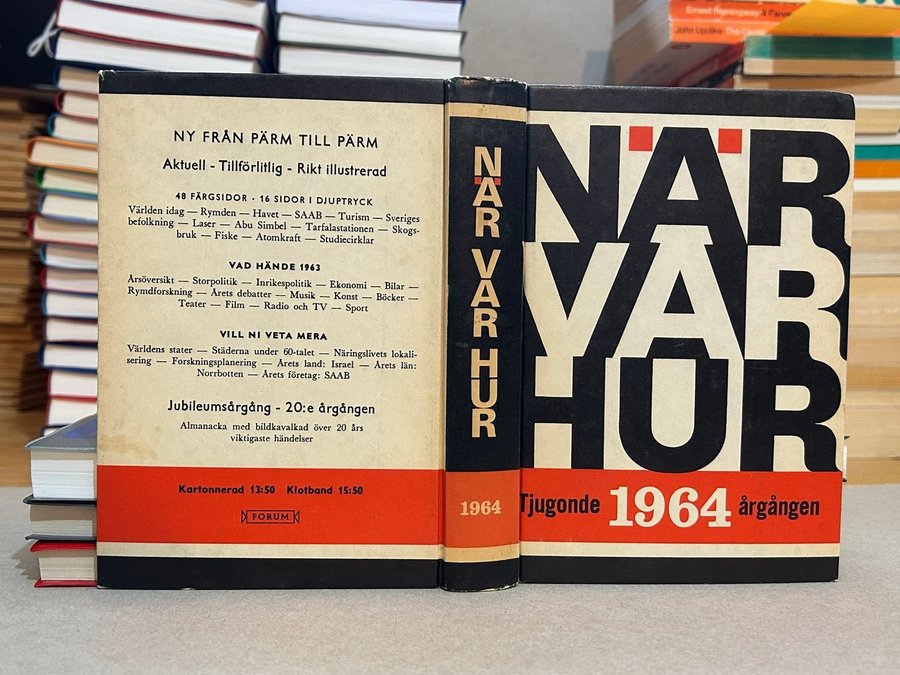 NY FRÅN PÄRM TILL PÄRM
Aktuell - Tillförlitlig - Rikt illustrerad
48 FÄRGSIDOR · 16 SIDOR I DJUPTRYCK
Världen idag — Rymden — Havet — SAAB — Turism — Sveriges
befolkning — Laser — Abu Simbel — Tarfalastationen — Skogs-
bruk — Fiske — Atomkraft — Studiecirklar
VAD HÄNDE 1963
Årsöversikt — Storpolitik — Inrikespolitik — Ekonomi — Bilar —
Rymdforskning — Årets debatter — Musik — Konst — Böcker —
Teater — Film — Radio och TV — Sport
VILL NI VETA MERA
Världens stater — Städerna under 60-talet — Näringslivets lokali-
sering — Forskningsplanering — Årets land: Israel — Årets län:
Norrbotten — Årets företag: SAAB
Jubileumsårgång - 20:e årgången
Almanacka med bildkavalkad över 20 års
viktigaste händelser
Kartonnerad 13:50 Klotband 15:50
FORUM
NÄR VAR HUR
1964
NÄR
VAR
HUR
Tjugonde 1964 årgången
Ernest Hemingway
John Updike